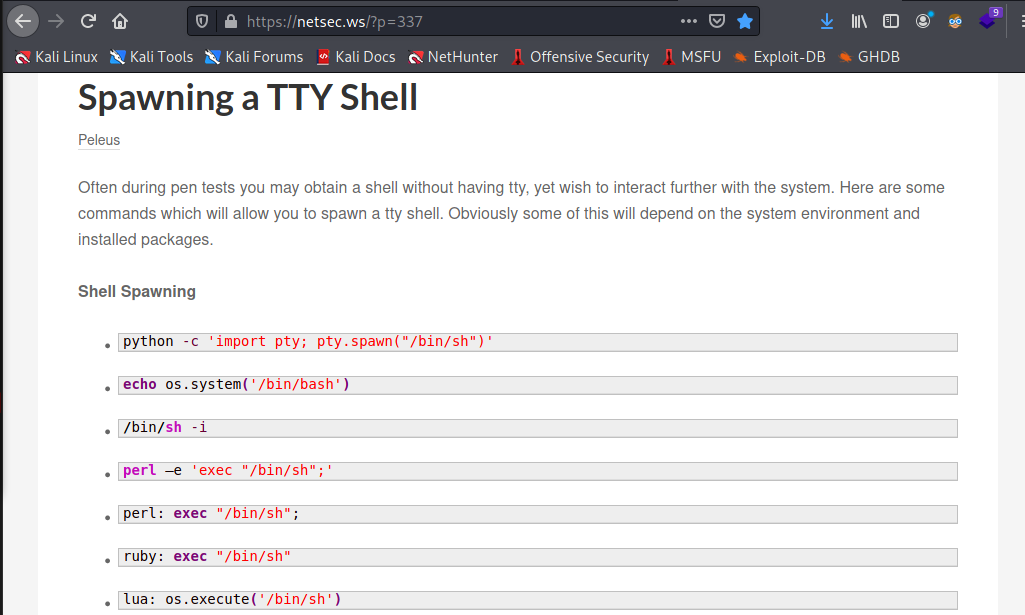 https://netsec.ws/?p=337
9
Kali Linux Kali Tools Kali Forums Kali Docs NetHunter Offensive Security MSFU Exploit-DB GHDB
Spawning a TTY Shell
Peleus
Often during pen tests you may obtain a shell without having tty, yet wish to interact further with the system. Here are some
commands which will allow you to spawn a tty shell. Obviously some of this will depend on the system environment and
installed packages.
Shell Spawning
python -c 'import pty; pty.spawn("/bin/sh")'
echo os.system('/bin/bash')
/bin/sh -i
perl —e 'exec "/bin/sh";'
perl: exec "/bin/sh";
ruby: exec "/bin/sh"
lua: os.execute('/bin/sh')